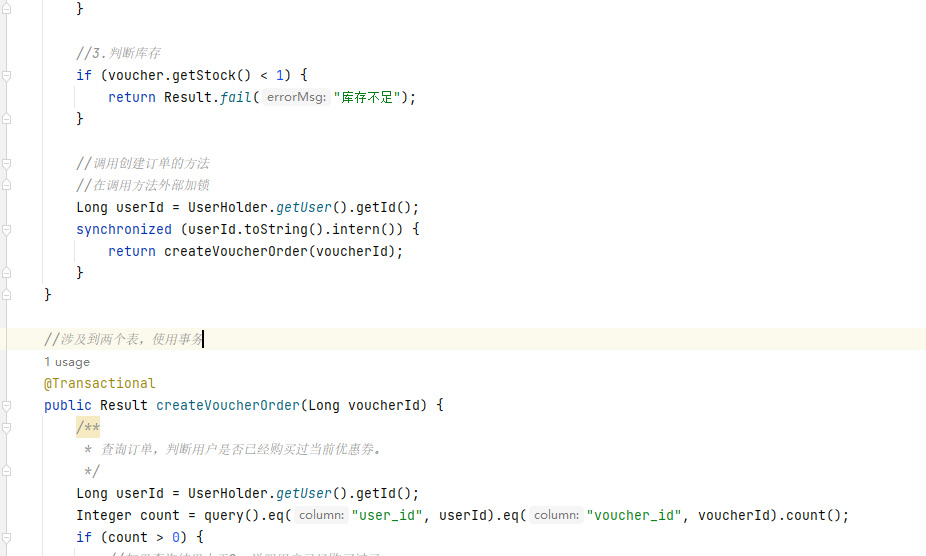 }
//3.判断库存
if (voucher.getStock() < 1) {
return Result.fail( errorMsg: "库存不足");
}
//调用创建订单的方法
//在调用方法外部加锁
Long userId = UserHolder.getUser().getId();
synchronized (userId.toString().intern()) {
return createVoucherOrder(voucherId);
}
}
//涉及到两个表，使用事务
1 usage
@Transactional
public Result createVoucherOrder(Long voucherId) {
/**
* 查询订单，判断用户是否已经购买过当前优惠券。
*/
Long userId = UserHolder.getUser().getId();
Integer count = query().eq( column: "user_id", userId).eq( column: "voucher_id", voucherId).count();
if (count > 0) {